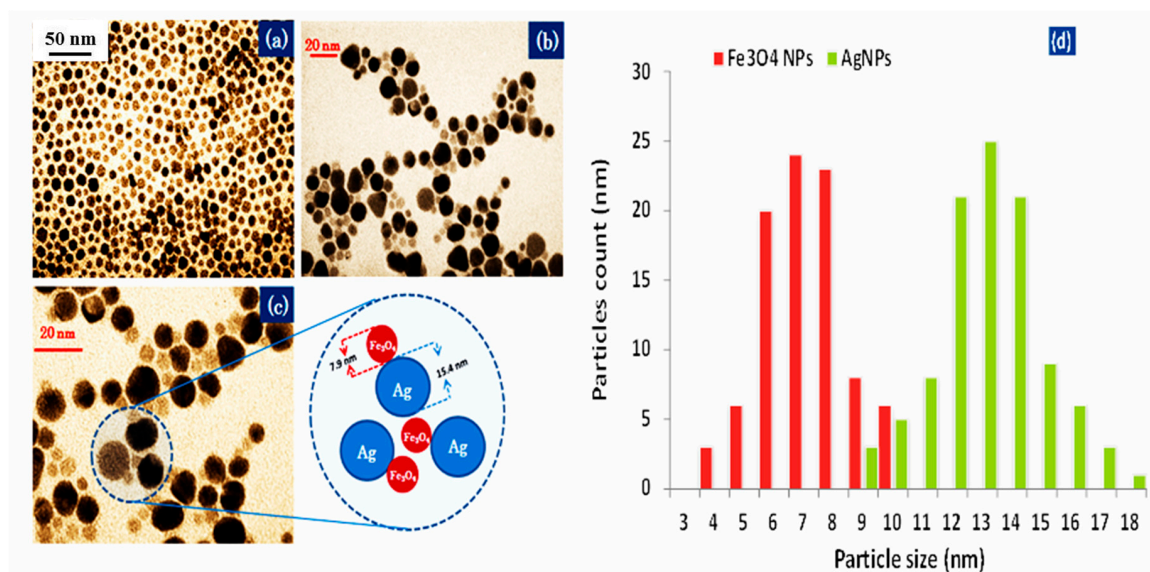 50 nm
(a)
20 nm
(b)
20 nm
(c)
Fe3O4
7.9 nm
15.4 nm
Ag
Fe3O4
Ag
Ag
Fe3O4
(d)
Fe3O4 NPs AgNPs
Particles count (nm)
30
25
20
15
10
5
0
3 4 5 6 7 8 9 10 11 12 13 14 15 16 17 18
Particle size (nm)